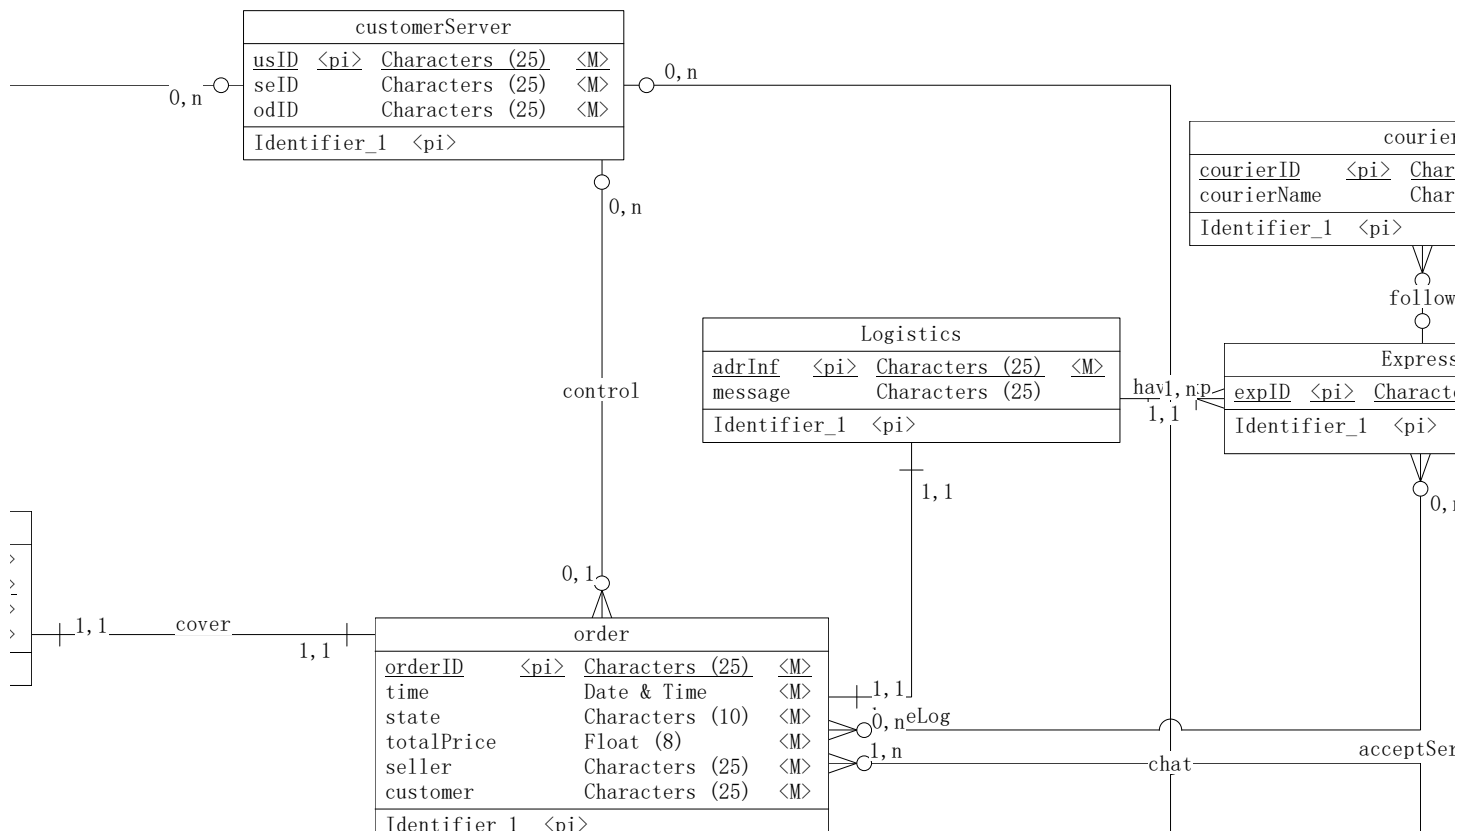 customerServer
usID <pi> Characters (25) <M>
seID Characters (25) <M>
odID Characters (25) <M>
Identifier_1 <pi>
0,n
0,n
0,n
courier
courierID <pi> Char
courierName Char
Identifier_1 <pi>
follow
Logistics
adrInf <pi> Characters (25) <M>
message Characters (25)
Identifier_1 <pi>
1,n
1,1
Express
expID <pi> Characte
Identifier_1 <pi>
control
1,1
0,1
1,1
cover
1,1
order
orderID <pi> Characters (25) <M>
time Date & Time <M>
state Characters (10) <M>
totalPrice Float (8) <M>
seller Characters (25) <M>
customer Characters (25) <M>
Identifier_1 <pi>
1,1
0,n
eLog
1,n
chat
acceptSer